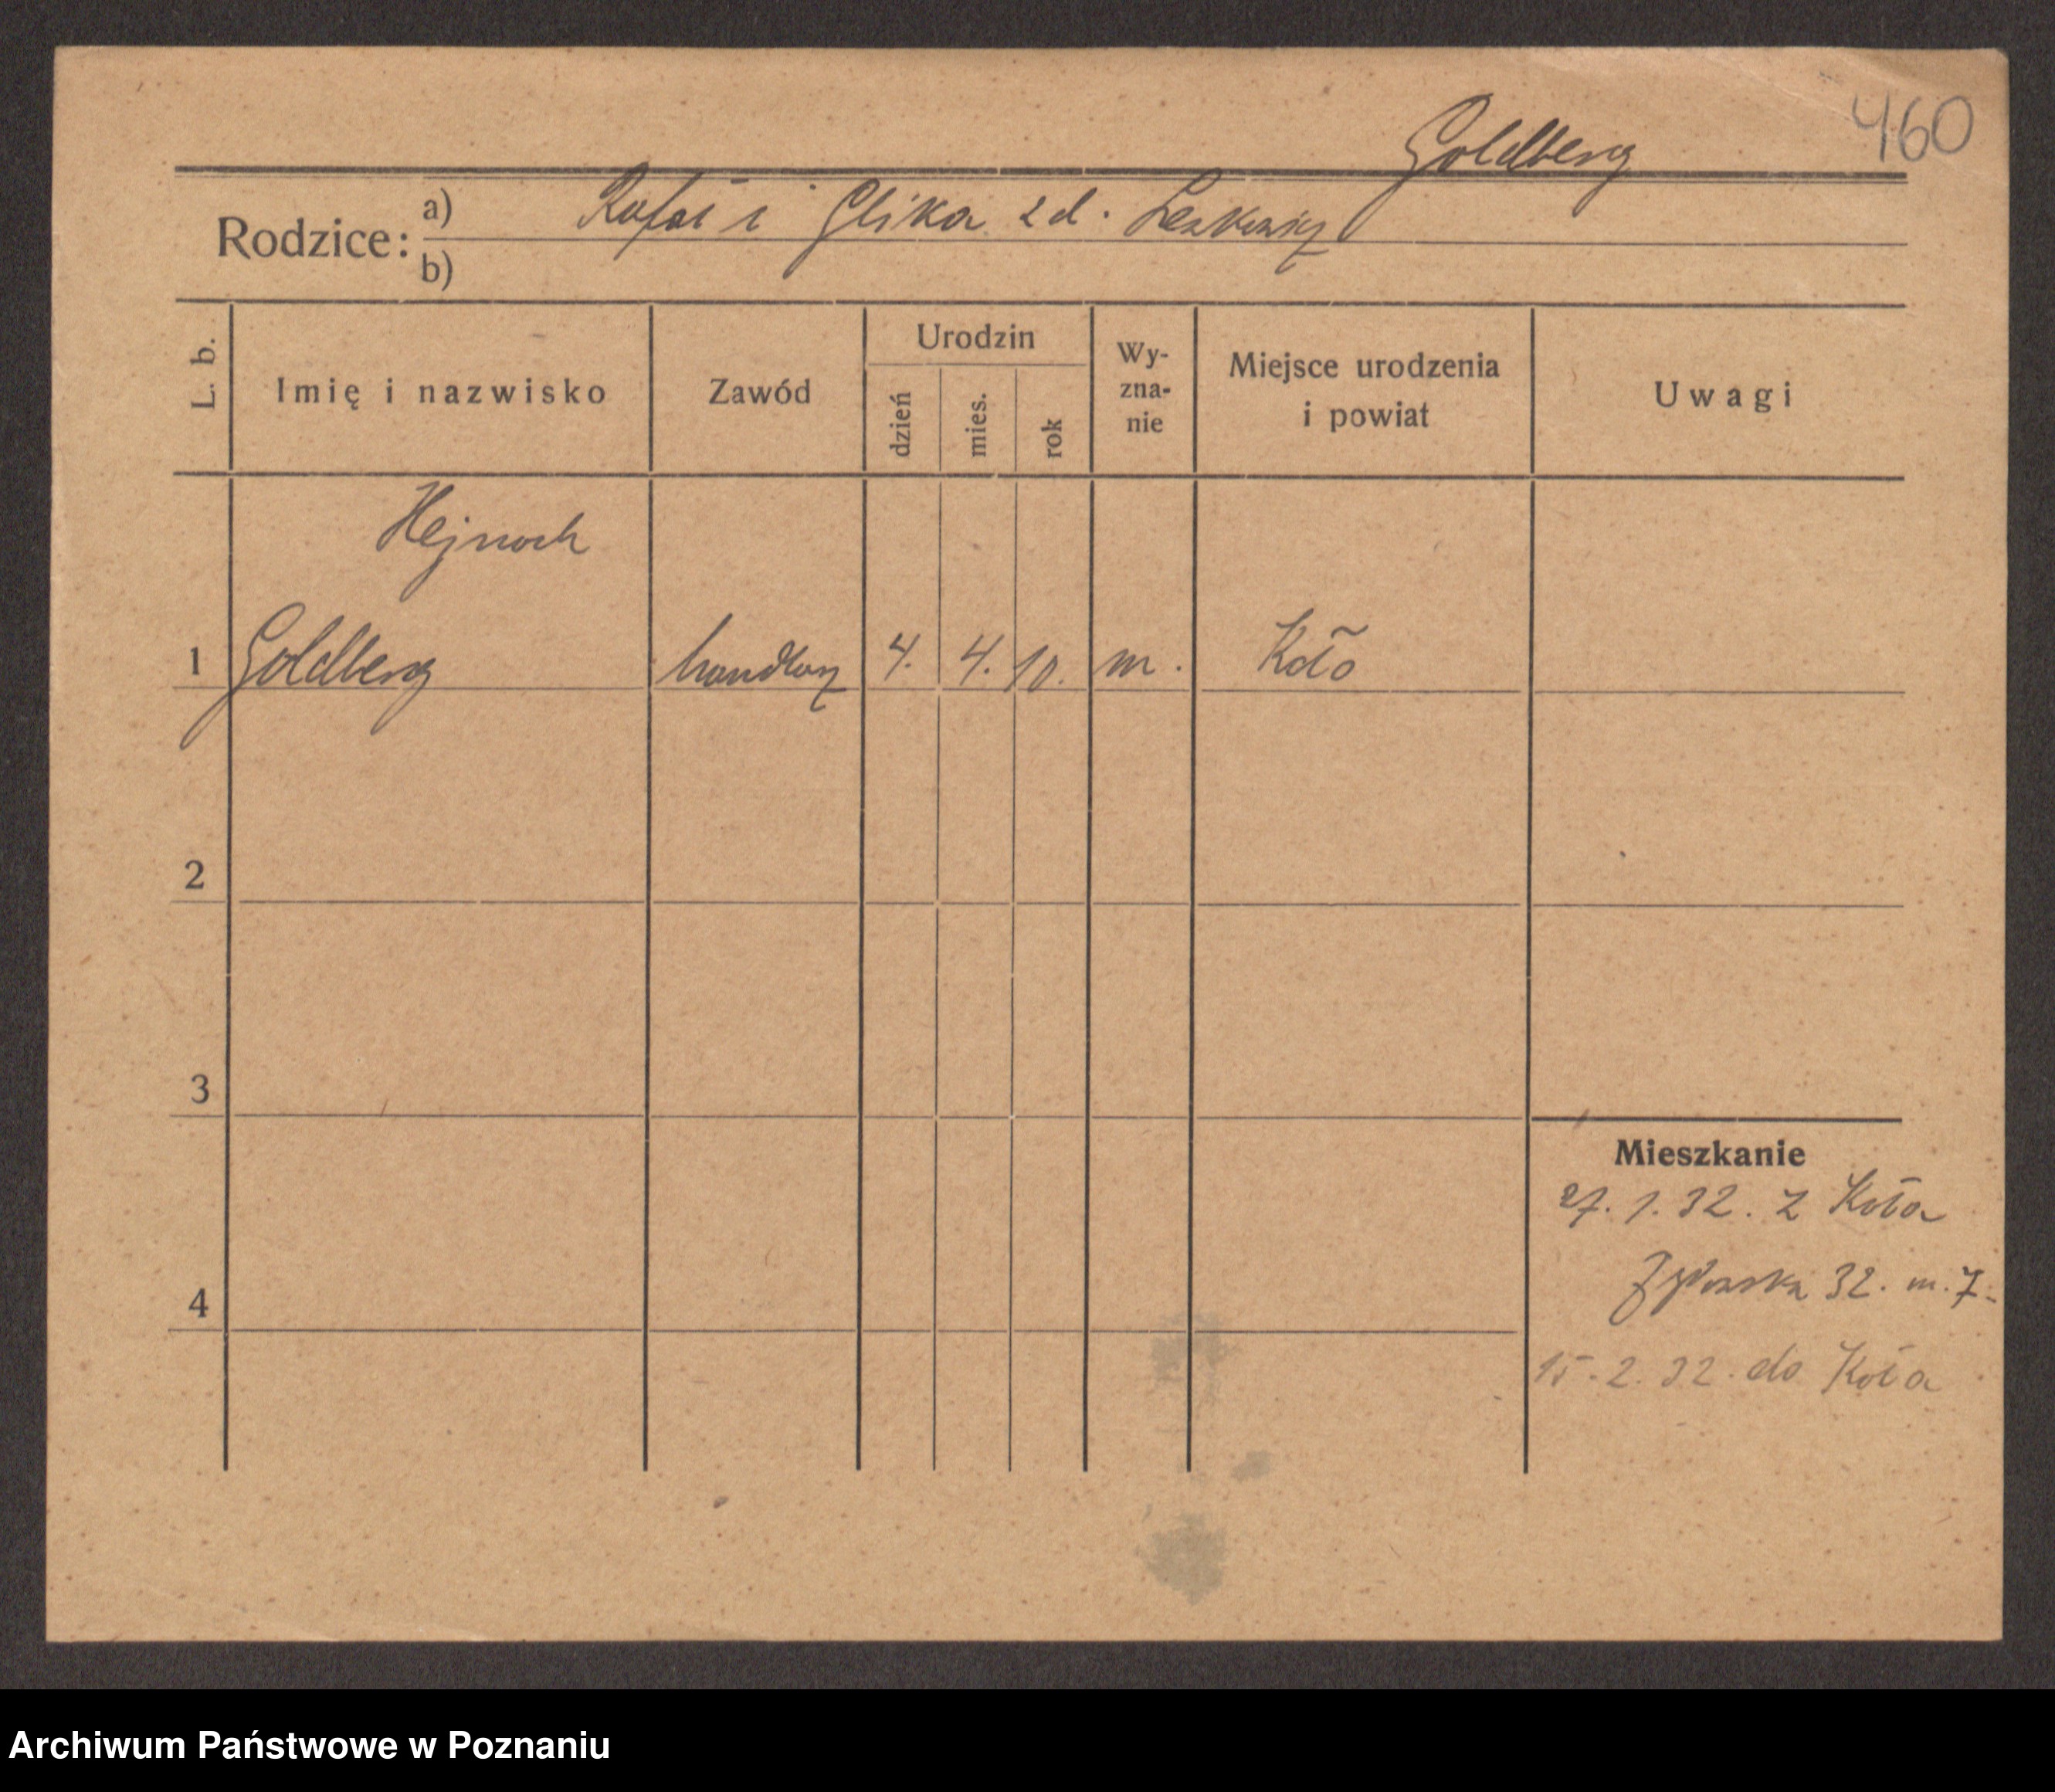 460
Goldberg
Rodzice: a) Rafał i Glika z d.
b)
L. b.
Imię i nazwisko
Zawód
Urodzin
dzień
mies.
rok
Wy-
zna-
nie
Miejsce urodzenia
i powiat
Uwagi
Hejnoch
1 Goldberg handlarz 4. 4. 10. m. Koło
2
3
4
Mieszkanie
27. 1. 32. z Koła
32. m. 7.
15. 2. 32. do Koła
Archiwum Państwowe w Poznaniu